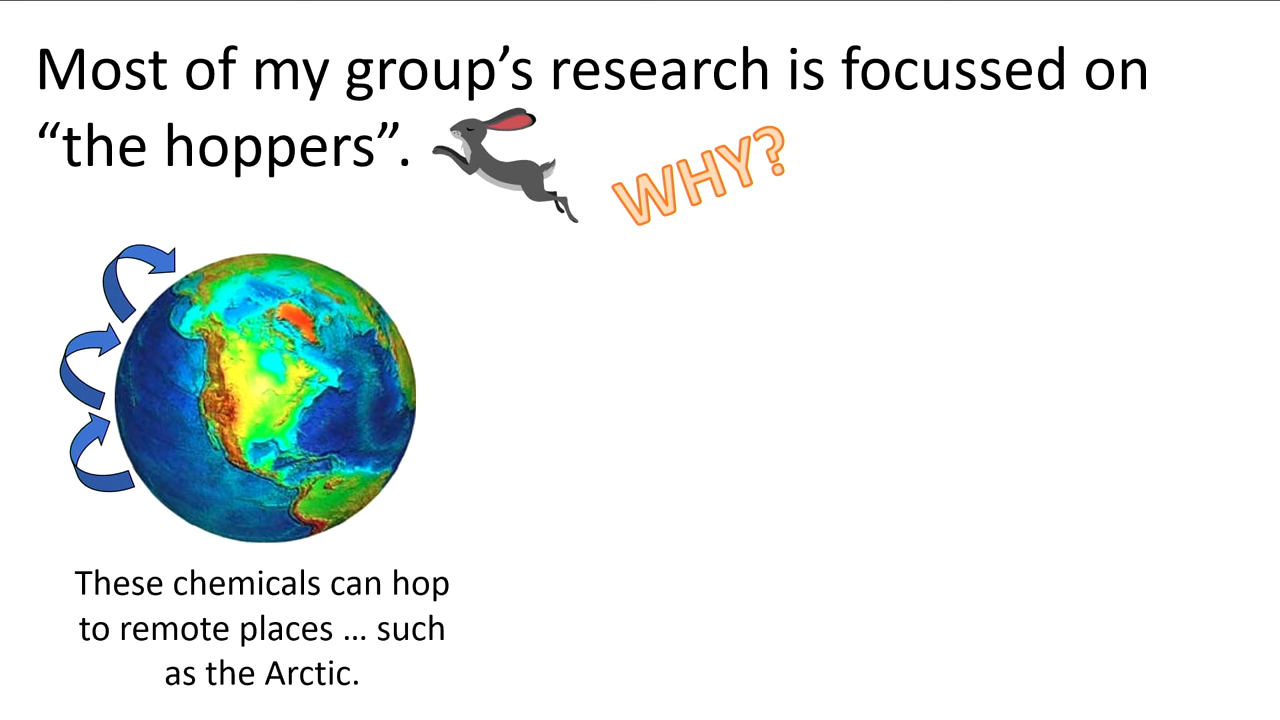 Most of my group’s research is focussed on
“the hoppers”.
WHY?
These chemicals can hop
to remote places … such
as the Arctic.